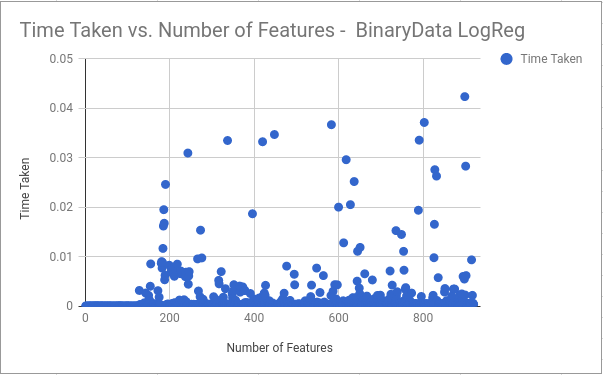 Time Taken vs. Number of Features -  BinaryData LogReg
Time Taken
0.05
0.04
0.03
0.02
0.01
0
Time Taken
0 200 400 600 800
Number of Features